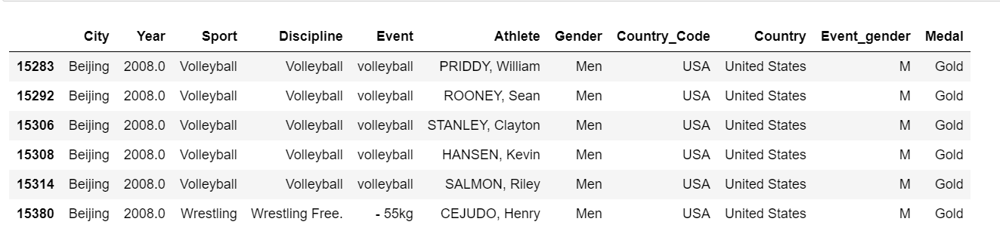 City Year Sport Discipline Event Athlete Gender Country_Code Country Event_gender Medal
15283 Beijing 2008.0 Volleyball Volleyball volleyball PRIDDY, William Men USA United States M Gold
15292 Beijing 2008.0 Volleyball Volleyball volleyball ROONEY, Sean Men USA United States M Gold
15306 Beijing 2008.0 Volleyball Volleyball volleyball STANLEY, Clayton Men USA United States M Gold
15308 Beijing 2008.0 Volleyball Volleyball volleyball HANSEN, Kevin Men USA United States M Gold
15314 Beijing 2008.0 Volleyball Volleyball volleyball SALMON, Riley Men USA United States M Gold
15380 Beijing 2008.0 Wrestling Wrestling Free. - 55kg CEJUDO, Henry Men USA United States M Gold